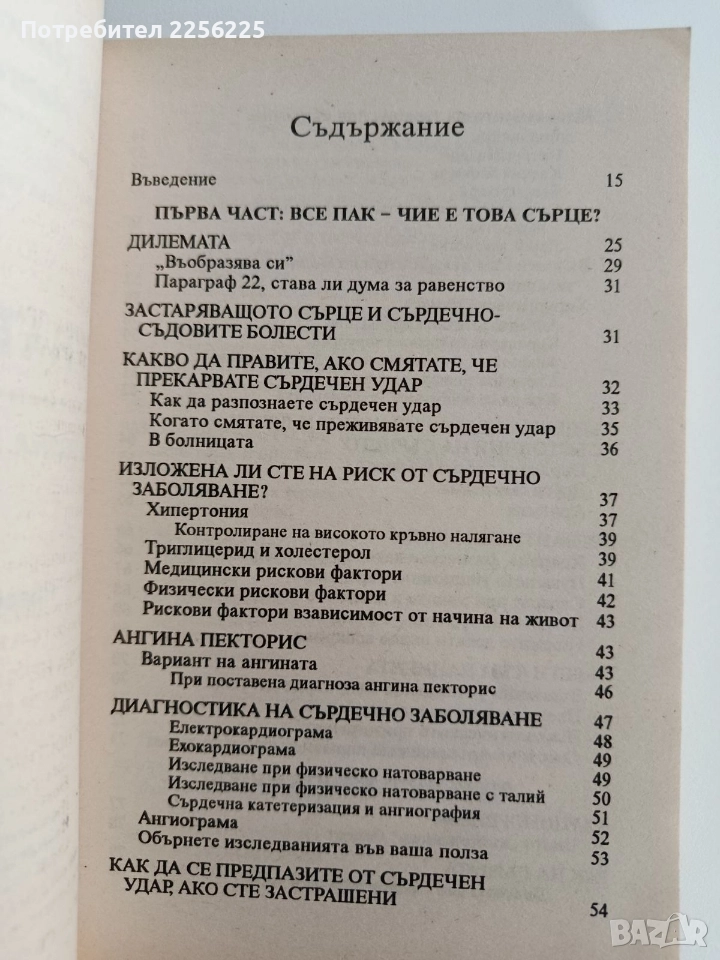 Потребител 2256225
Съдържание
Въведение 15
ПЪРВА ЧАСТ: ВСЕ ПАК – ЧИЕ Е ТОВА СЪРЦЕ?
ДИЛЕМАТА 25
„Въобразява си” 29
Параграф 22, става ли дума за равенство 31
ЗАСТАРЯВАЩОТО СЪРЦЕ И СЪРДЕЧНО-
СЪДОВИТЕ БОЛЕСТИ 31
КАКВО ДА ПРАВИТЕ, АКО СМЯТАТЕ, ЧЕ
ПРЕКАРВАТЕ СЪРДЕЧЕН УДАР 32
Как да разпознаете сърдечен удар 33
Когато смятате, че преживявате сърдечен удар 35
В болницата 36
ИЗЛОЖЕНА ЛИ СТЕ НА РИСК ОТ СЪРДЕЧНО
ЗАБОЛЯВАНЕ? 37
Хипертония 37
Контролиране на високото кръвно налягане 39
Триглицерид и холестерол 39
Медицински рискови фактори 41
Физически рискови фактори 42
Рискови фактори взависимост от начина на живот 43
АНГИНА ПЕКТОРИС 43
Вариант на ангината 43
При поставена диагноза ангина пекторис 46
ДИАГНОСТИКА НА СЪРДЕЧНО ЗАБОЛЯВАНЕ 47
Електрокардиограма 48
Ехокардиограма 49
Изследване при физическо натоварване 49
Изследване при физическо натоварване с талий 50
Сърдечна катетеризация и ангиография 51
Ангиограма 52
Обърнете изследванията във ваша полза 53
КАК ДА СЕ ПРЕДПАЗИТЕ ОТ СЪРДЕЧЕН
УДАР, АКО СТЕ ЗАСТРАШЕНИ 54
BAZAR